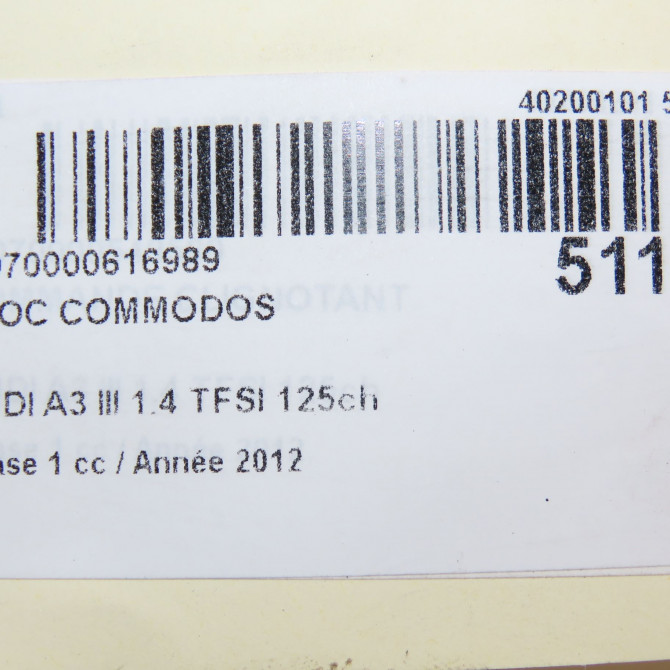 40200101 5
070000616989
511
OC COMMODOS
DI A3 III 1.4 TFSI 125ch
ase 1 cc / Année 2012